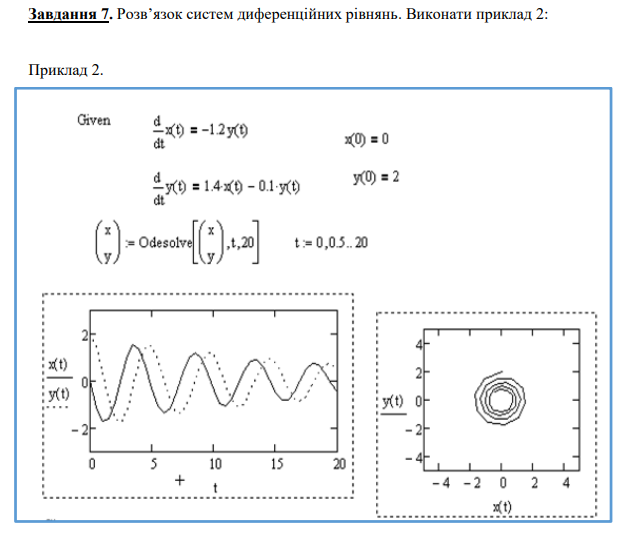 Завдання 7. Розв’язок систем диференційних рівнянь. Виконати приклад 2:
Приклад 2.
Given
d/dt x(t) = -1.2 y(t)
x(0) = 0
d/dt y(t) = 1.4·x(t) - 0.1·y(t)
y(0) = 2
(x y) := Odesolve[(x y),t,20]
t := 0,0.5.. 20
x(t)
y(t)
2
0
-2
0 5 10 15 20
+
t
y(t)
4
2
0
-2
-4
-4 -2 0 2 4
x(t)